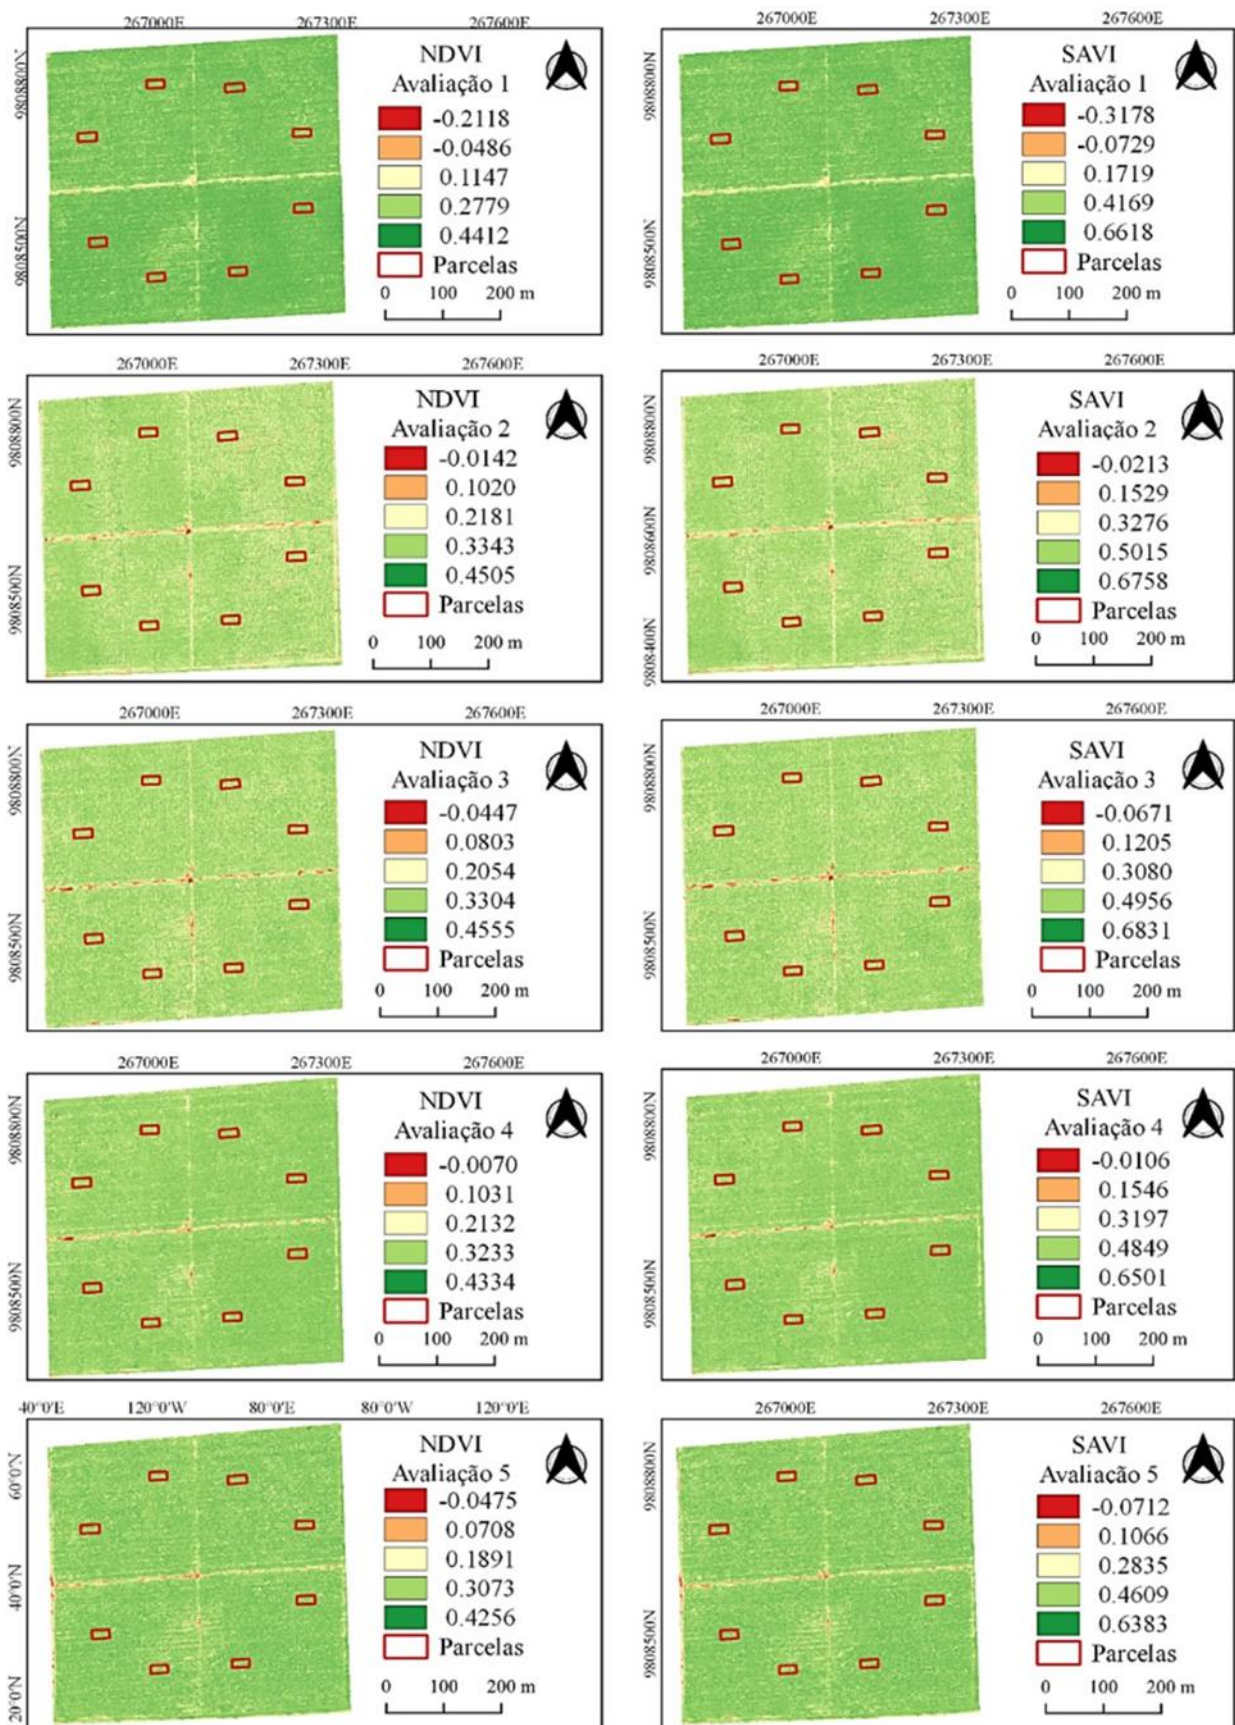 267000E 267300E 267600E
9808800N
9808500N
NDVI
Avaliação 1
-0.2118
-0.0486
0.1147
0.2779
0.4412
Parcelas
0 100 200 m
267000E 267300E 267600E
9808800N
9808500N
SAVI
Avaliação 1
-0.3178
-0.0729
0.1719
0.4169
0.6618
Parcelas
0 100 200 m
267000E 267300E 267600E
9808800N
9808500N
NDVI
Avaliação 2
-0.0142
0.1020
0.2181
0.3343
0.4505
Parcelas
0 100 200 m
267000E 267300E 267600E
9808800N
9808600N
9808400N
SAVI
Avaliação 2
-0.0213
0.1529
0.3276
0.5015
0.6758
Parcelas
0 100 200 m
267000E 267300E 267600E
9808800N
9808500N
NDVI
Avaliação 3
-0.0447
0.0803
0.2054
0.3304
0.4555
Parcelas
0 100 200 m
267000E 267300E 267600E
9808800N
9808500N
SAVI
Avaliação 3
-0.0671
0.1205
0.3080
0.4956
0.6831
Parcelas
0 100 200 m
267000E 267300E 267600E
9808800N
9808500N
NDVI
Avaliação 4
-0.0070
0.1031
0.2132
0.3233
0.4334
Parcelas
0 100 200 m
267000E 267300E 267600E
9808800N
9808500N
SAVI
Avaliação 4
-0.0106
0.1546
0.3197
0.4849
0.6501
Parcelas
0 100 200 m
40°0'E 120°0'W 80°0'E 80°0'W 120°0'E
60°0'N
40°0'N
20°0'N
NDVI
Avaliação 5
-0.0475
0.0708
0.1891
0.3073
0.4256
Parcelas
0 100 200 m
267000E 267300E 267600E
9808800N
9808500N
SAVI
Avaliação 5
-0.0712
0.1066
0.2835
0.4609
0.6383
Parcelas
0 100 200 m